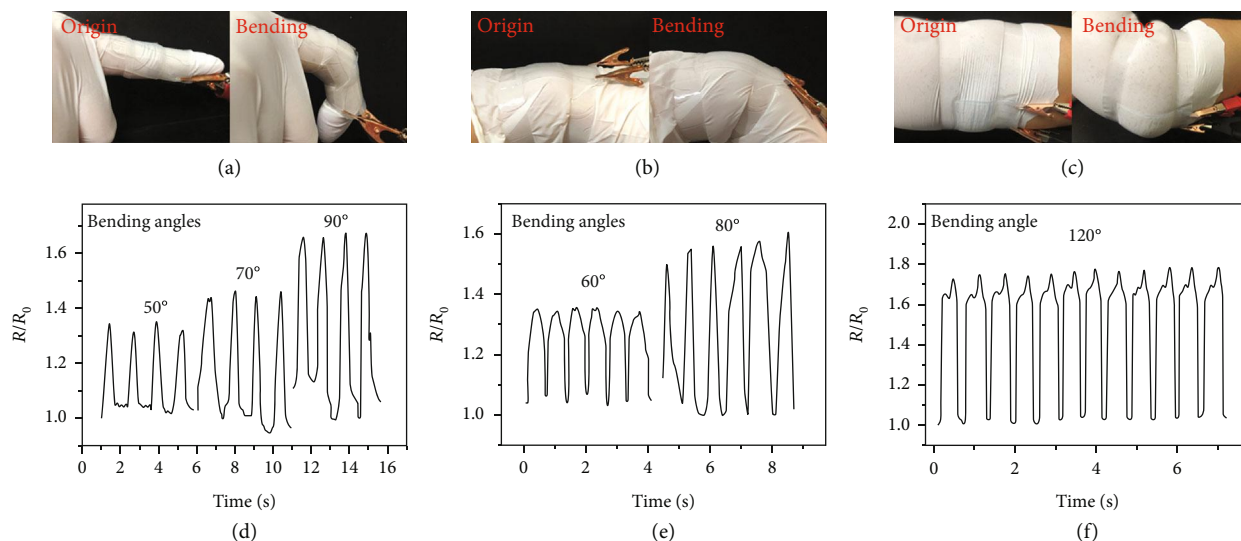 Origin
Bending
Origin
Bending
Origin
Bending
(a)
(b)
(c)
Bending angles
50°
70°
90°
R/R0
1.6
1.4
1.2
1.0
0 2 4 6 8 10 12 14 16
Time (s)
(d)
Bending angles
60°
80°
R/R0
1.6
1.4
1.2
1.0
0 2 4 6 8
Time (s)
(e)
Bending angle
120°
R/R0
2.0
1.8
1.6
1.4
1.2
1.0
0 2 4 6
Time (s)
(f)